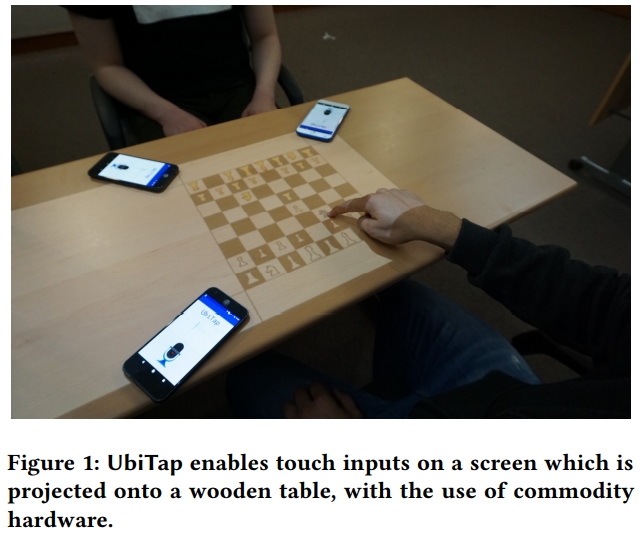 UbiTap
Figure 1: UbiTap enables touch inputs on a screen which is
projected onto a wooden table, with the use of commodity
hardware.